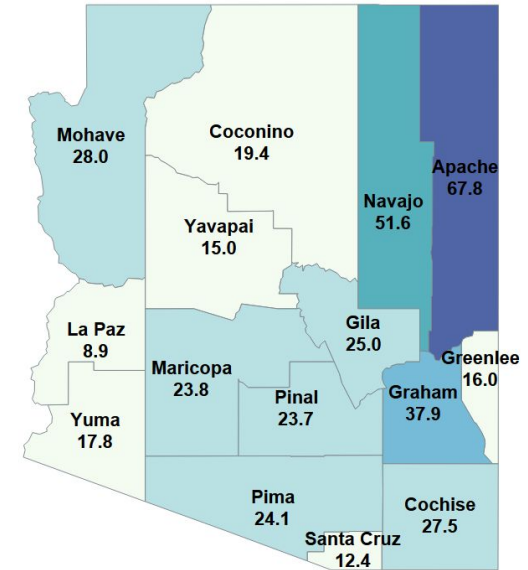 Coconino
19.4
Mohave
28.0
Apache
67.8
Navajo
51.6
Yavapai
15.0
La Paz
8.9
Gila
25.0
Maricopa
23.8
Greenlee
16.0
Pinal
23.7
Graham
37.9
Yuma
17.8
Pima
24.1
Cochise
27.5
Santa Cruz
12.4